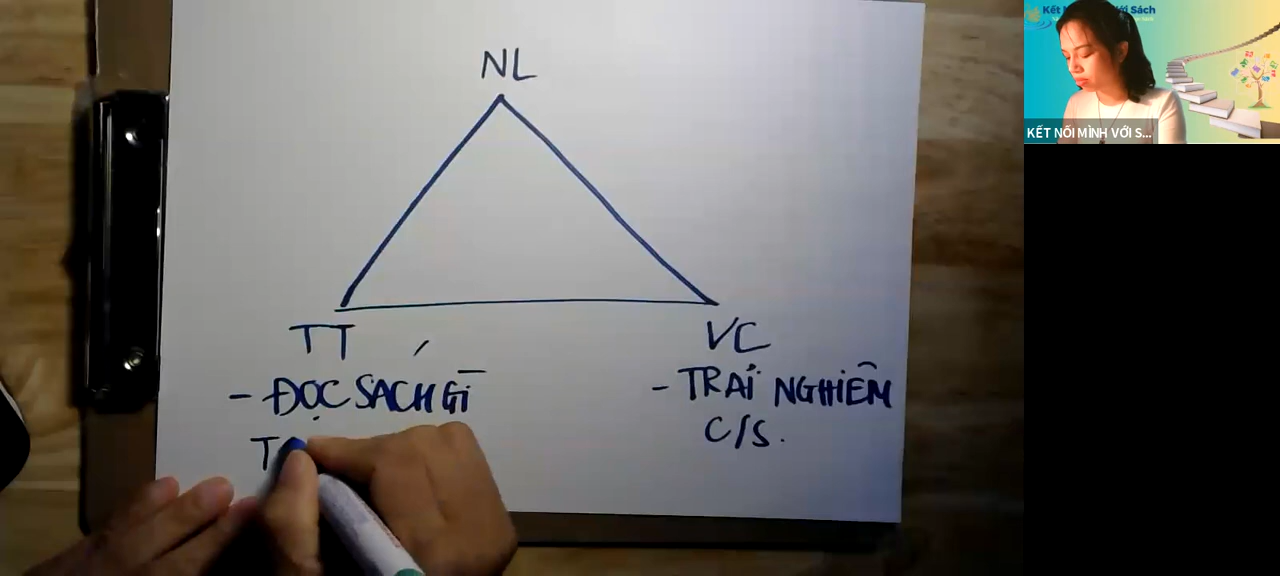 NL
TT
VC
- ĐỌC SÁCH GÌ
- TRẢI NGHIỆM
C/S.
KẾT NỐI MÌNH VỚI S...